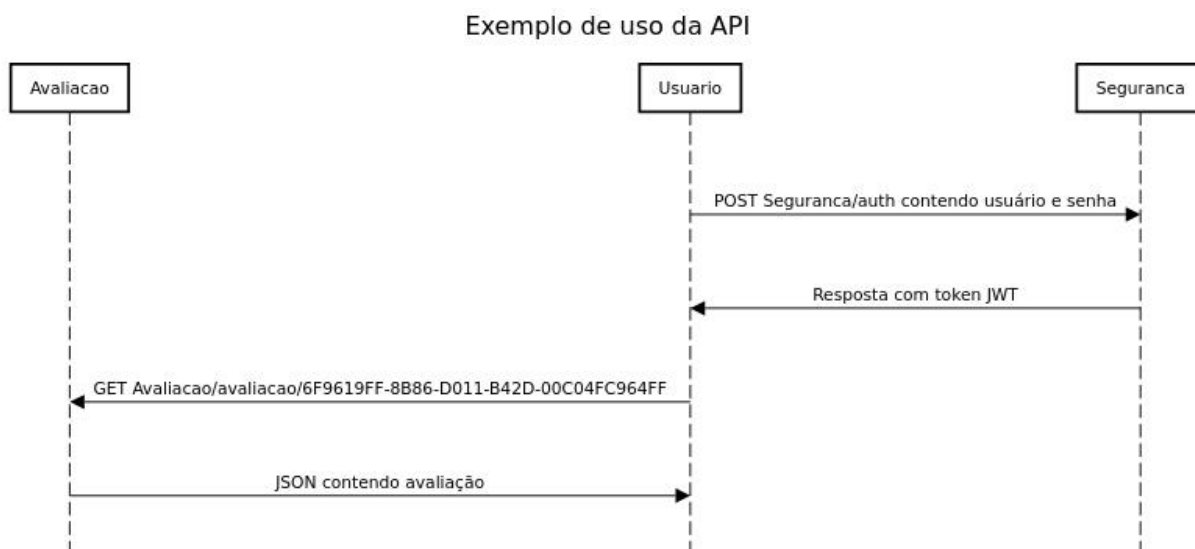 Exemplo de uso da API
Avaliacao
Usuario
Seguranca
POST Seguranca/auth contendo usuário e senha
Resposta com token JWT
GET Avaliacao/avaliacao/6F9619FF-8B86-D011-B42D-00C04FC964FF
JSON contendo avaliação